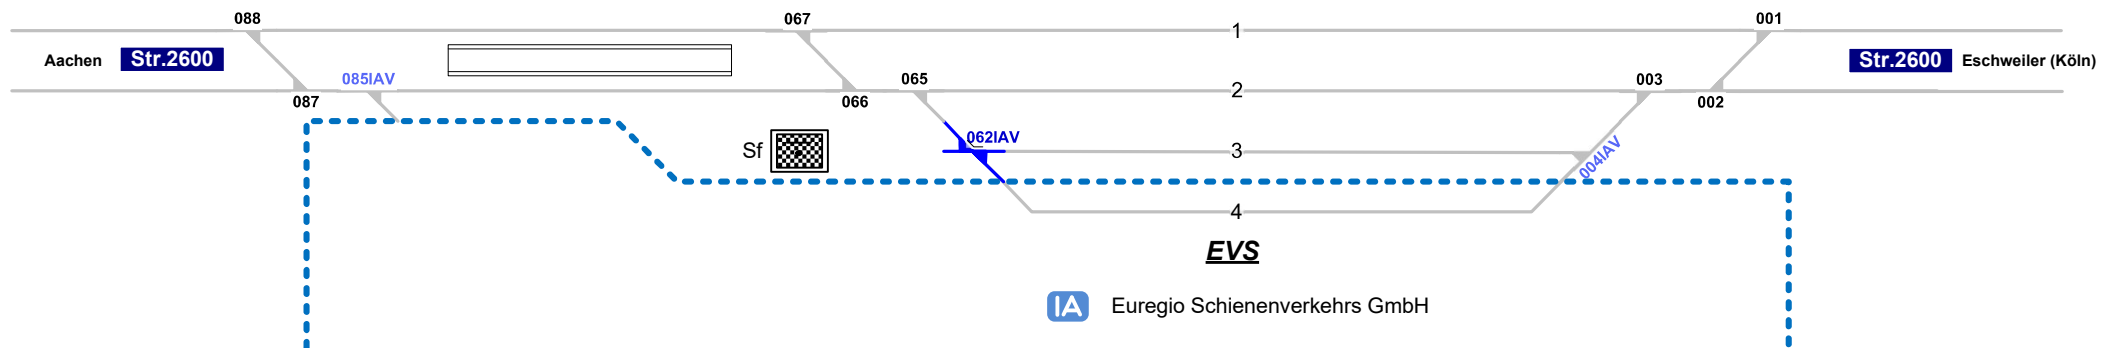 088
067
001
1
Aachen
Str.2600
Str.2600
Eschweiler (Köln)
085IAV
065
003
2
087
066
002
Sf
062IAV
3
004IAV
4
EVS
IA
Euregio Schienenverkehrs GmbH